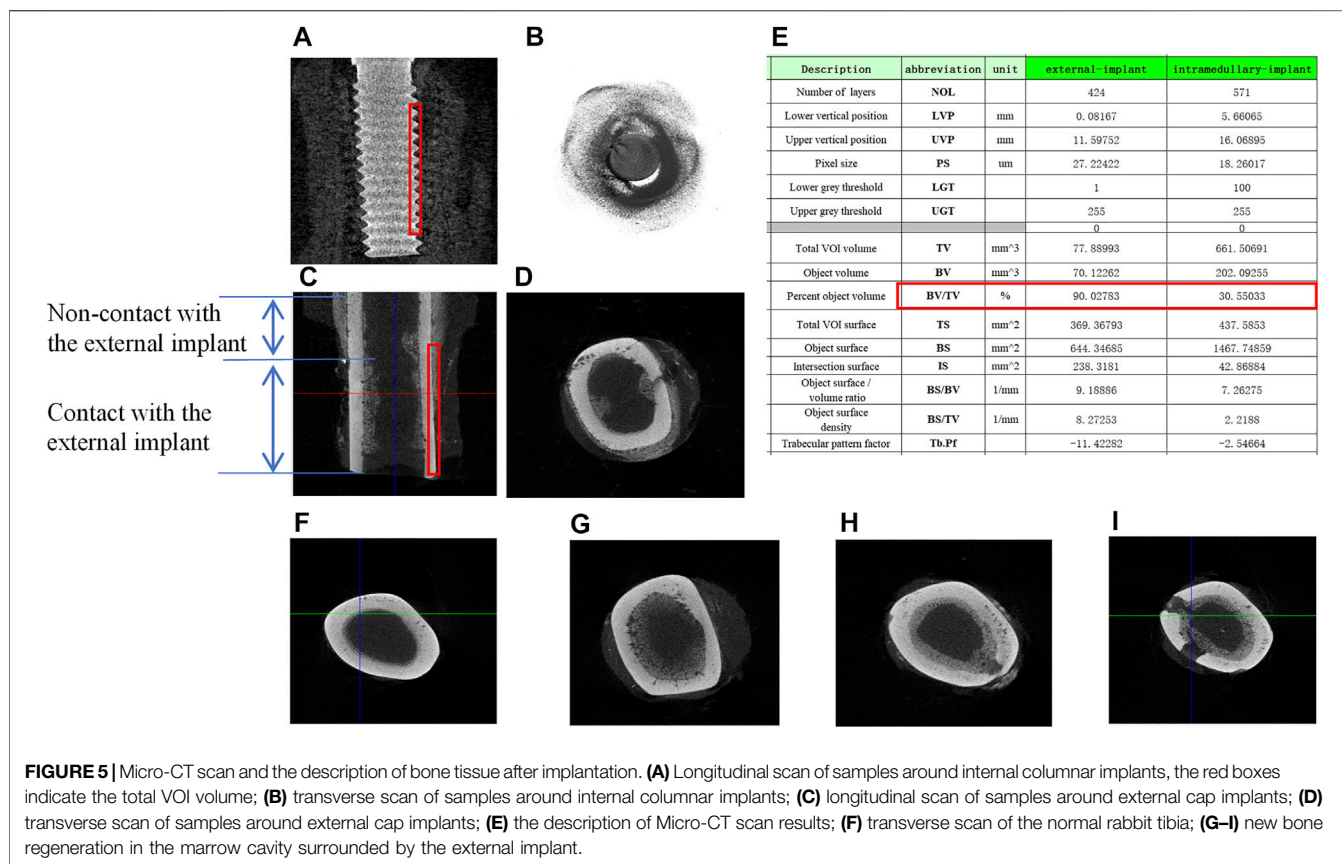 A
B
E
Description abbreviation unit external-implant intramedullary-implant
Number of layers NOL 424 571
Lower vertical position LVP mm 0.08167 5.66065
Upper vertical position UVP mm 11.59752 16.06895
Pixel size PS um 27.22422 18.26017
Lower grey threshold LGT 1 100
Upper grey threshold UGT 255 255
0 0
Total VOI volume TV mm^3 77.88993 661.50691
Object volume BV mm^3 70.12262 202.09255
Percent object volume BV/TV % 90.02783 30.55033
Total VOI surface TS mm^2 369.36793 437.5853
Object surface BS mm^2 644.34685 1467.74859
Intersection surface IS mm^2 238.3181 42.86884
Object surface /
volume ratio BS/BV 1/mm 9.18886 7.26275
Object surface
density BS/TV 1/mm 8.27253 2.2188
Trabecular pattern factor Tb.Pf -11.42282 -2.54664
C
D
Non-contact with
the external implant
Contact with the
external implant
F
G
H
I
FIGURE 5 | Micro-CT scan and the description of bone tissue after implantation. (A) Longitudinal scan of samples around internal columnar implants, the red boxes
indicate the total VOI volume; (B) transverse scan of samples around internal columnar implants; (C) longitudinal scan of samples around external cap implants; (D)
transverse scan of samples around external cap implants; (E) the description of Micro-CT scan results; (F) transverse scan of the normal rabbit tibia; (G–I) new bone
regeneration in the marrow cavity surrounded by the external implant.